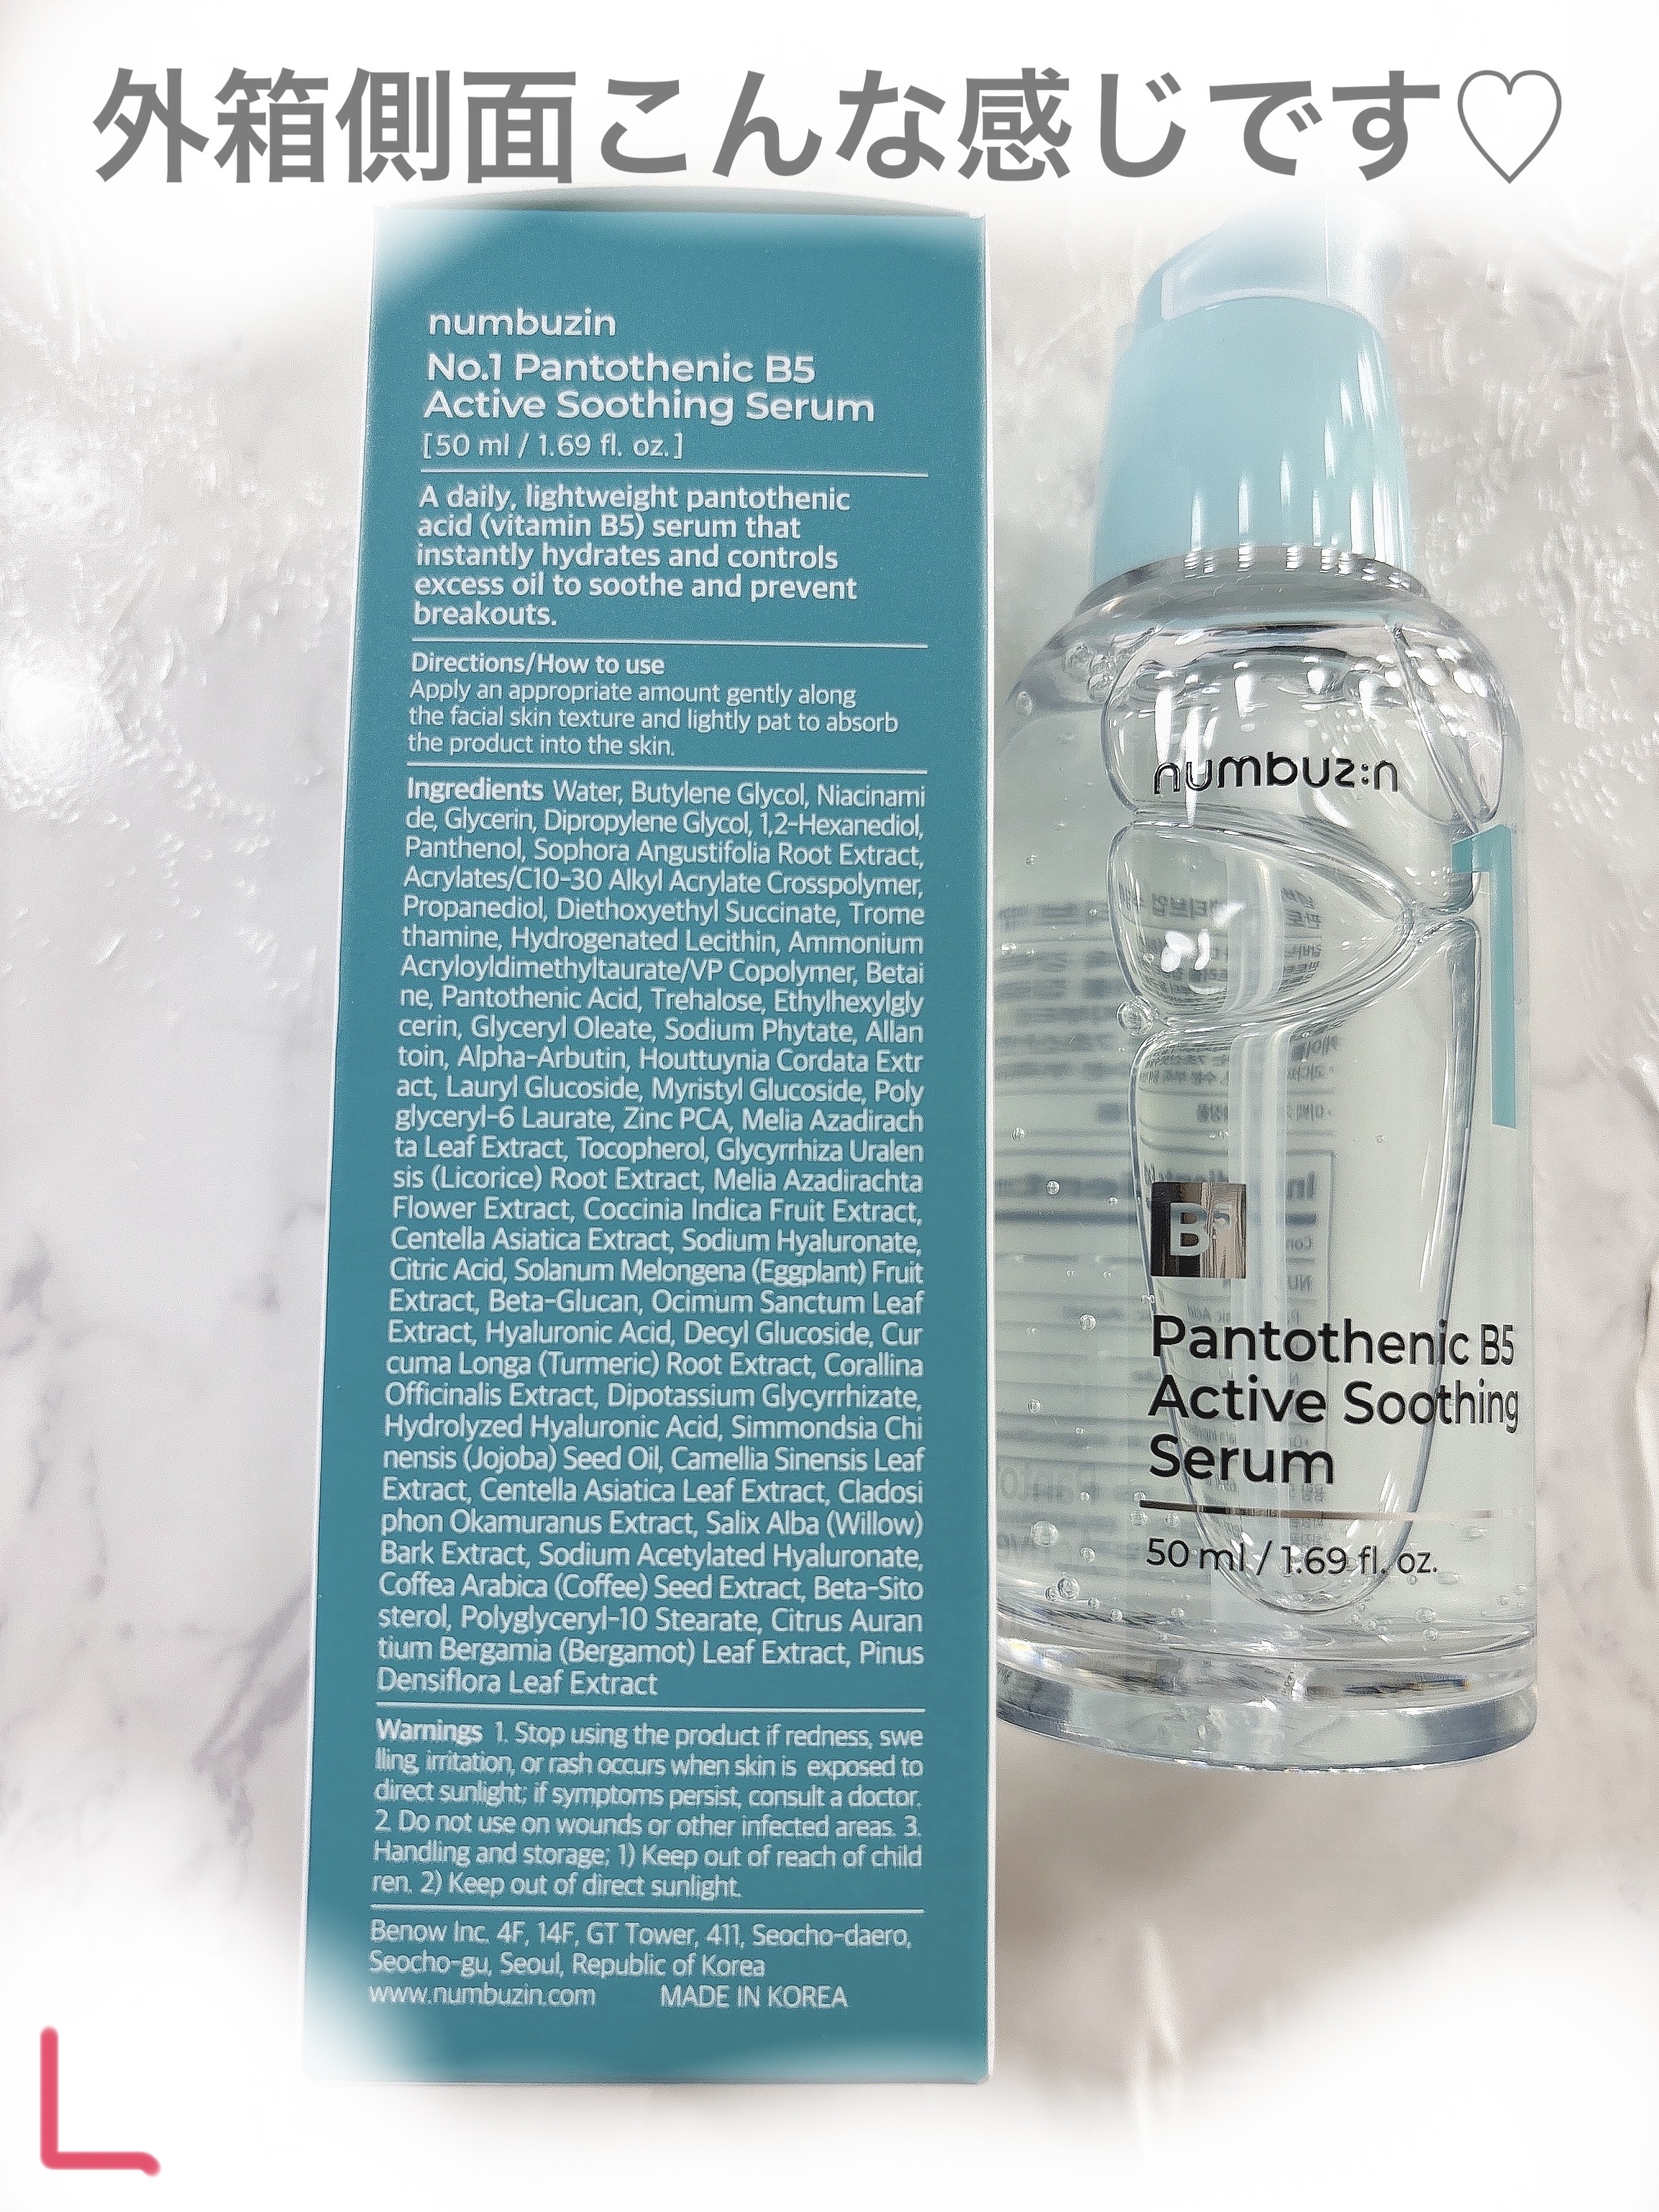 外箱側面こんな感じです♡
numbuzin
No.1 Pantothenic B5
Active Soothing Serum
[50 ml / 1.69 fl. oz.]
A daily, lightweight pantothenic
acid (vitamin B5) serum that
instantly hydrates and controls
excess oil to soothe and prevent
breakouts.
Directions/How to use
Apply an appropriate amount gently along
the facial skin texture and lightly pat to absorb
the product into the skin.
Ingredients Water, Butylene Glycol, Niacinami
de, Glycerin, Dipropylene Glycol, 1,2-Hexanediol,
Panthenol, Sophora Angustifolia Root Extract,
Acrylates/C10-30 Alkyl Acrylate Crosspolymer,
Propanediol, Diethoxyethyl Succinate, Trome
thamine, Hydrogenated Lecithin, Ammonium
Acryloyldimethyltaurate/VP Copolymer, Betai
ne, Pantothenic Acid, Trehalose, Ethylhexylgly
cerin, Glyceryl Oleate, Sodium Phytate, Allan
toin, Alpha-Arbutin, Houttuynia Cordata Extr
act, Lauryl Glucoside, Myristyl Glucoside, Poly
glyceryl-6 Laurate, Zinc PCA, Melia Azadirach
ta Leaf Extract, Tocopherol, Glycyrrhiza Uralen
sis (Licorice) Root Extract, Melia Azadirachta
Flower Extract, Coccinia Indica Fruit Extract,
Centella Asiatica Extract, Sodium Hyaluronate,
Citric Acid, Solanum Melongena (Eggplant) Fruit
Extract, Beta-Glucan, Ocimum Sanctum Leaf
Extract, Hyaluronic Acid, Decyl Glucoside, Cur
cuma Longa (Turmeric) Root Extract, Corallina
Officinalis Extract, Dipotassium Glycyrrhizate,
Hydrolyzed Hyaluronic Acid, Simmondsia Chi
nensis (Jojoba) Seed Oil, Camellia Sinensis Leaf
Extract, Centella Asiatica Leaf Extract, Cladosi
phon Okamuranus Extract, Salix Alba (Willow)
Bark Extract, Sodium Acetylated Hyaluronate,
Coffea Arabica (Coffee) Seed Extract, Beta-Sito
sterol, Polyglyceryl-10 Stearate, Citrus Auran
tium Bergamia (Bergamot) Leaf Extract, Pinus
Densiflora Leaf Extract
Warnings 1. Stop using the product if redness, swe
lling, irritation, or rash occurs when skin is exposed to
direct sunlight; if symptoms persist, consult a doctor.
2. Do not use on wounds or other infected areas. 3.
Handling and storage; 1) Keep out of reach of child
ren. 2) Keep out of direct sunlight.
Benow Inc. 4F, 14F, GT Tower, 411, Seocho-daero,
Seocho-gu, Seoul, Republic of Korea
www.numbuzin.com MADE IN KOREA
numbuz:n
1
B5
Pantothenic B5
Active Soothing
Serum
50 ml / 1.69 fl. oz.
L